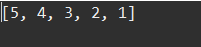 [5, 4, 3, 2, 1]